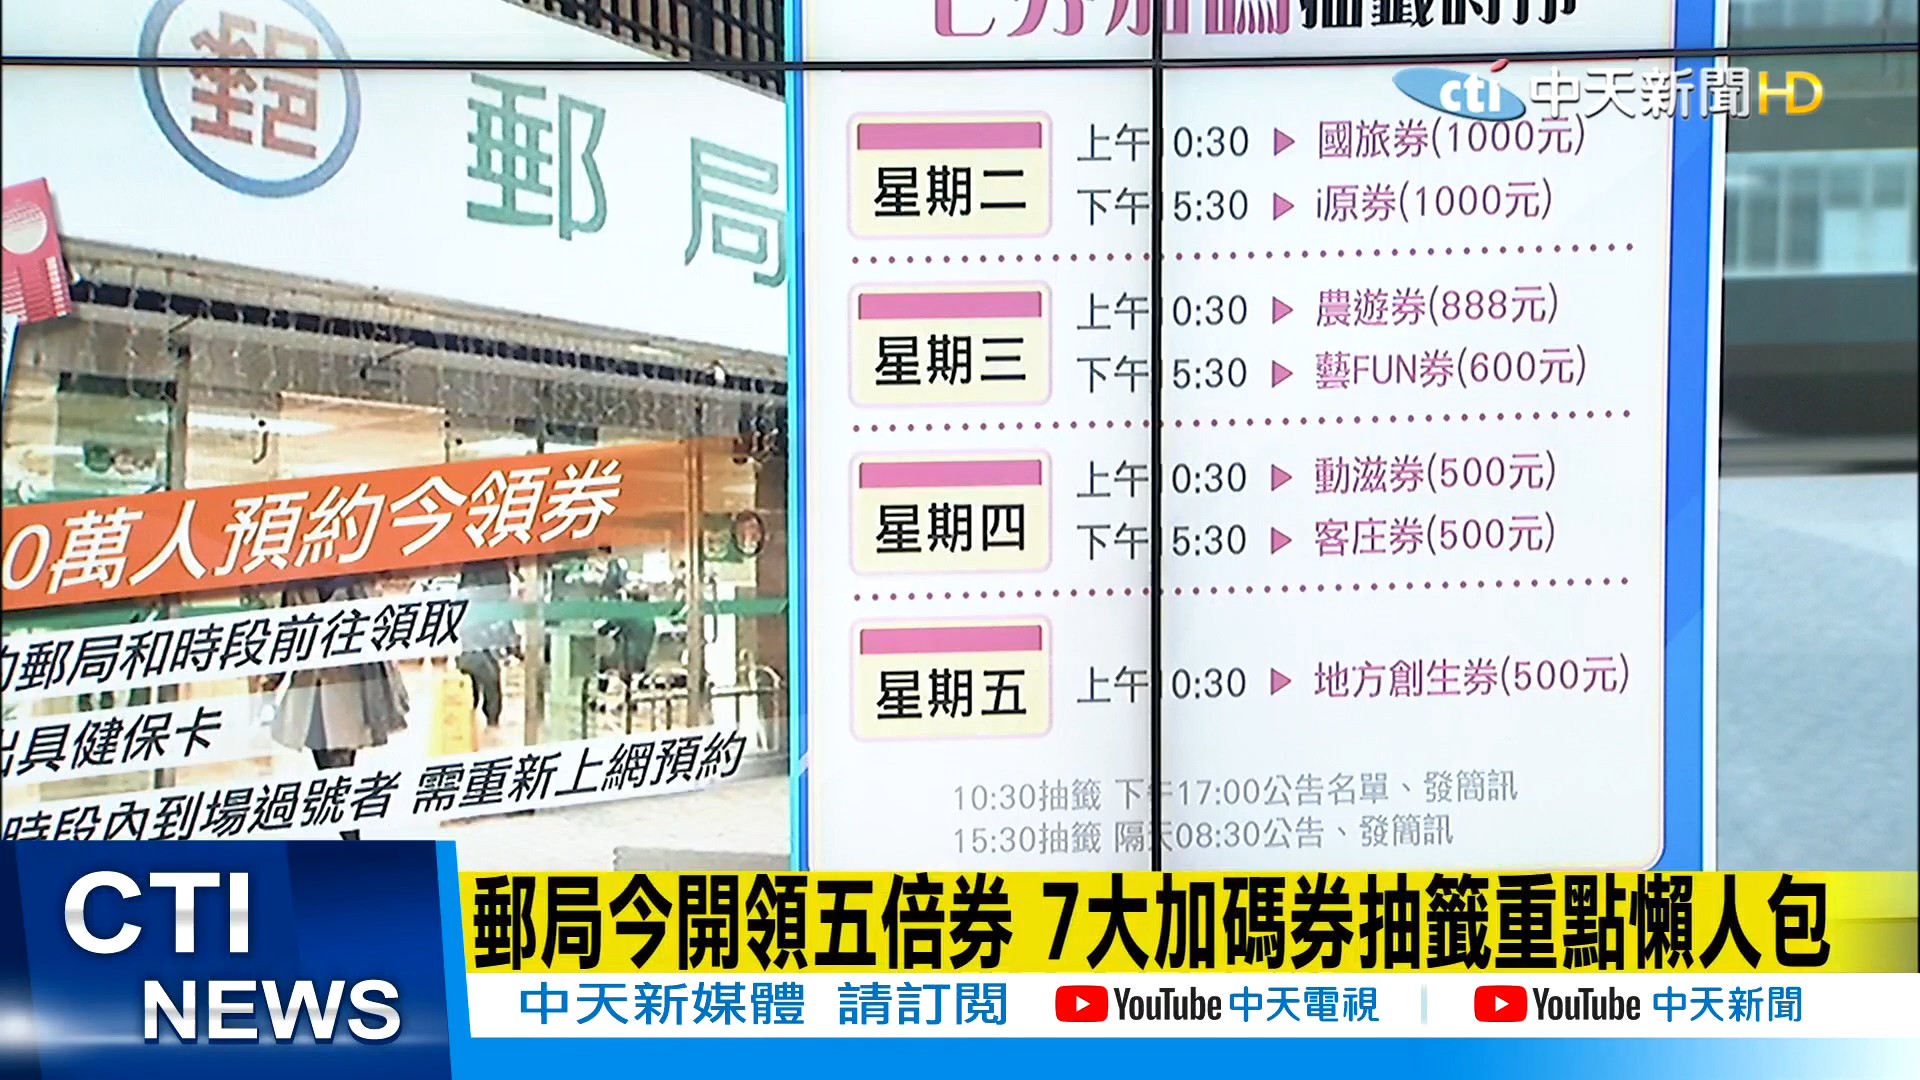 七券加碼抽籤時序
cti 中天新聞HD
郵
郵局
星期二
上午 0:30 ▶ 國旅券(1000元)
下午 5:30 ▶ i原券(1000元)
星期三
上午 0:30 ▶ 農遊券(888元)
下午 5:30 ▶ 藝FUN券(600元)
星期四
上午 0:30 ▶ 動滋券(500元)
下午 5:30 ▶ 客庄券(500元)
星期五
上午 0:30 ▶ 地方創生券(500元)
10:30抽籤 下午17:00公告名單、發簡訊
15:30抽籤 隔天08:30公告、發簡訊
0萬人預約今領券
郵局和時段前往領取
出具健保卡
時段內到場過號者 需重新上網預約
CTI
NEWS
郵局今開領五倍券 7大加碼券抽籤重點懶人包
中天新媒體 請訂閱 YouTube 中天電視 | YouTube 中天新聞